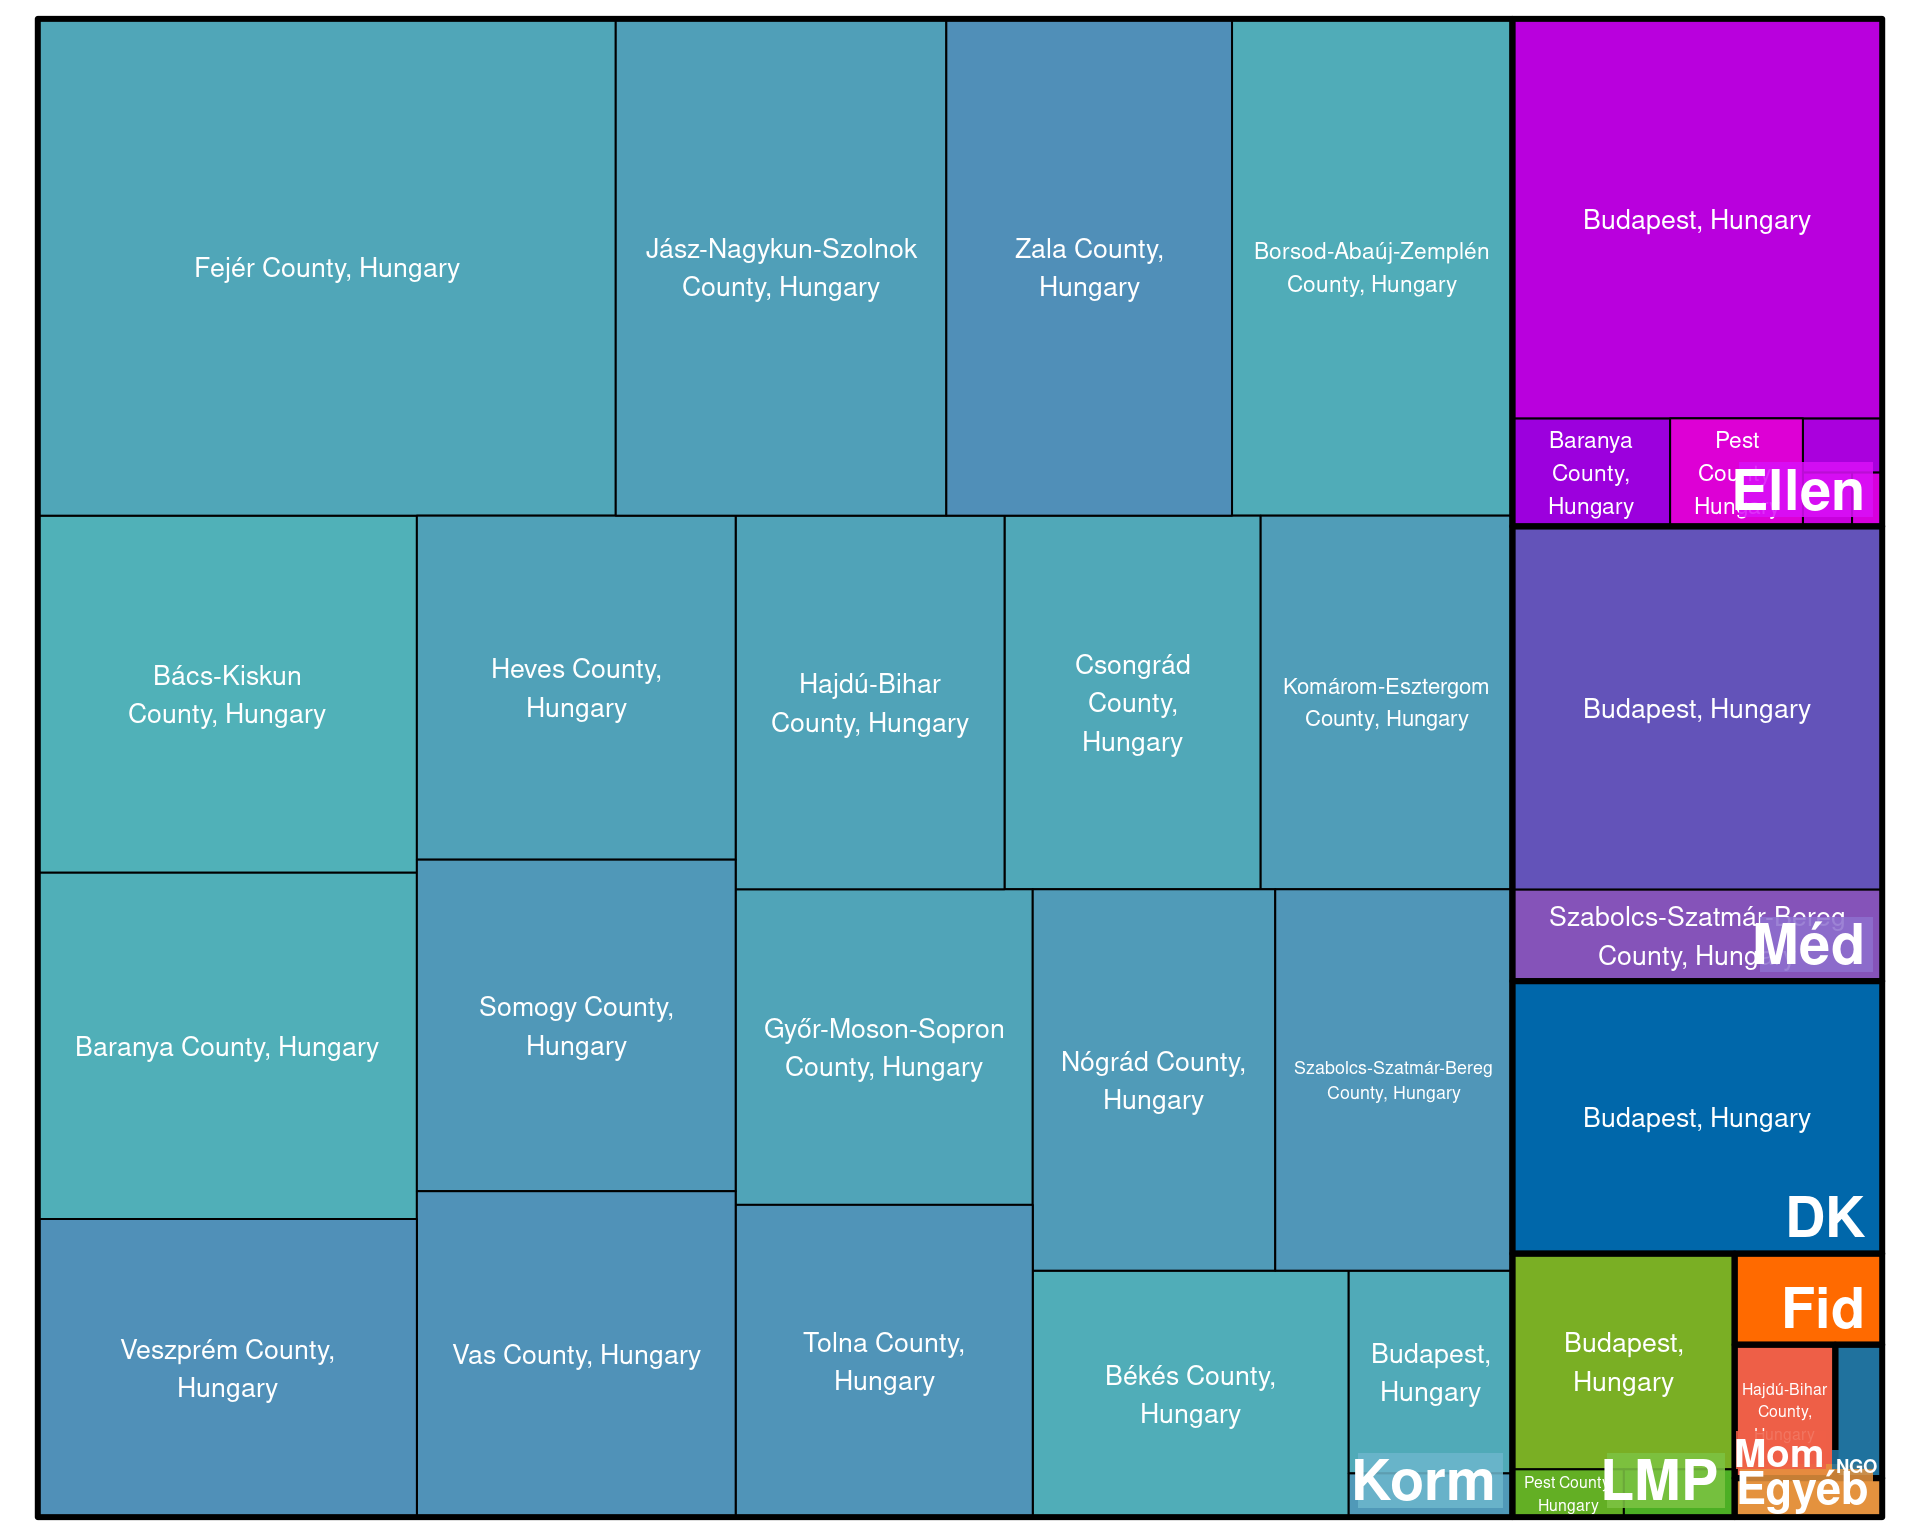 Fejér County, Hungary
Jász-Nagykun-Szolnok
County, Hungary
Zala County,
Hungary
Borsod-Abaúj-Zemplén
County, Hungary
Budapest, Hungary
Baranya
County,
Hungary
Pest
County,
Hungary
Ellen
Bács-Kiskun
County, Hungary
Heves County,
Hungary
Hajdú-Bihar
County, Hungary
Csongrád
County,
Hungary
Komárom-Esztergom
County, Hungary
Budapest, Hungary
Szabolcs-Szatmár-Bereg
County, Hungary
Méd
Baranya County, Hungary
Somogy County,
Hungary
Győr-Moson-Sopron
County, Hungary
Nógrád County,
Hungary
Szabolcs-Szatmár-Bereg
County, Hungary
Budapest, Hungary
DK
Veszprém County,
Hungary
Vas County, Hungary
Tolna County,
Hungary
Békés County,
Hungary
Budapest,
Hungary
Korm
Budapest,
Hungary
Pest County,
Hungary
LMP
Fid
Hajdú-Bihar
County,
Hungary
Mom
NGO
Egyéb